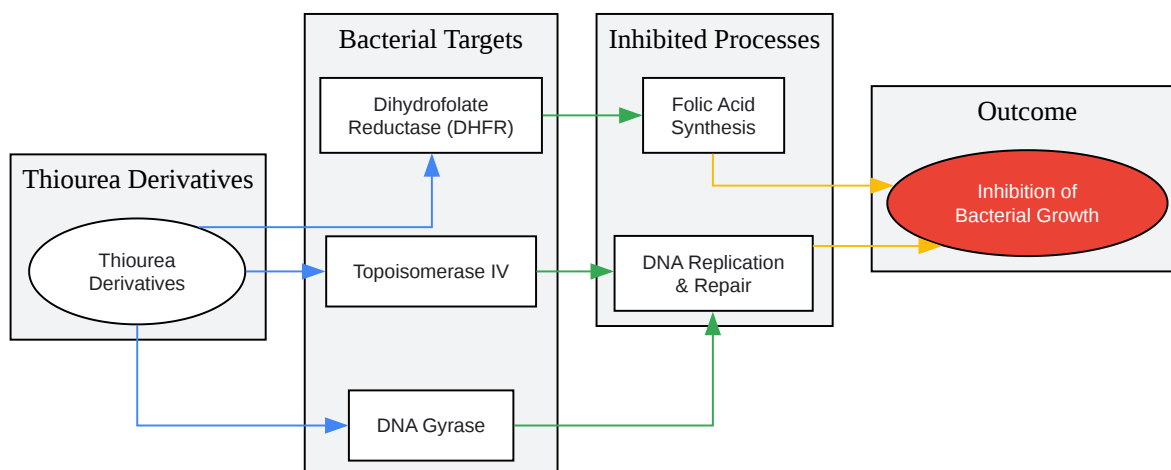 Thiourea Derivatives
Thiourea
Derivatives
Bacterial Targets
Dihydrofolate
Reductase (DHFR)
Topoisomerase IV
DNA Gyrase
Inhibited Processes
Folic Acid
Synthesis
DNA Replication
& Repair
Outcome
Inhibition of
Bacterial Growth